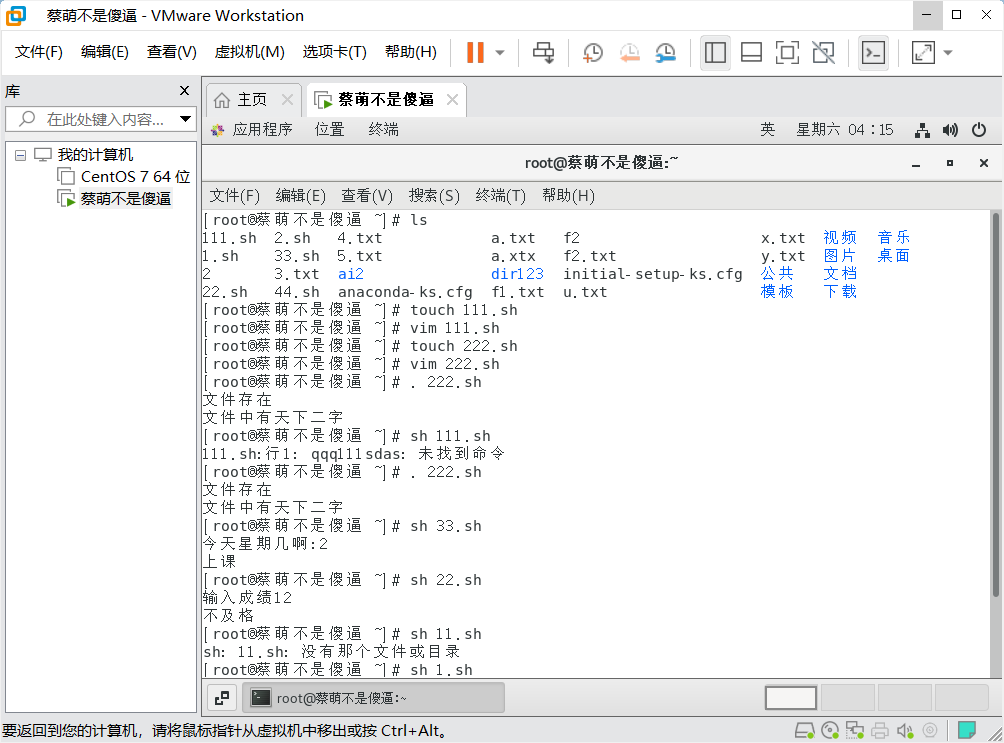 蔡萌不是傻逼 - VMware Workstation
文件(F) 编辑(E) 查看(V) 虚拟机(M) 选项卡(T) 帮助(H)
库
在此处键入内容...
我的计算机
CentOS 7 64 位
蔡萌不是傻逼
主页 蔡萌不是傻逼
应用程序 位置 终端 英 星期六 04：15
root@蔡萌不是傻逼:~
文件(F) 编辑(E) 查看(V) 搜索(S) 终端(T) 帮助(H)
[root@蔡萌不是傻逼 ~]# ls
111.sh 2.sh 4.txt a.txt f2 x.txt 视频 音乐
1.sh 33.sh 5.txt a.xtx f2.txt y.txt 图片 桌面
2 3.txt ai2 dir123 initial-setup-ks.cfg 公共 文档
22.sh 44.sh anaconda-ks.cfg f1.txt u.txt 模板 下载
[root@蔡萌不是傻逼 ~]# touch 111.sh
[root@蔡萌不是傻逼 ~]# vim 111.sh
[root@蔡萌不是傻逼 ~]# touch 222.sh
[root@蔡萌不是傻逼 ~]# vim 222.sh
[root@蔡萌不是傻逼 ~]# . 222.sh
文件存在
文件中有天下二字
[root@蔡萌不是傻逼 ~]# sh 111.sh
111.sh:行1: qqq111sdas: 未找到命令
[root@蔡萌不是傻逼 ~]# . 222.sh
文件存在
文件中有天下二字
[root@蔡萌不是傻逼 ~]# sh 33.sh
今天星期几啊:2
上课
[root@蔡萌不是傻逼 ~]# sh 22.sh
输入成绩12
不及格
[root@蔡萌不是傻逼 ~]# sh 11.sh
sh: 11.sh: 没有那个文件或目录
[root@蔡萌不是傻逼 ~]# sh 1.sh
root@蔡萌不是傻逼:~
要返回到您的计算机，请将鼠标指针从虚拟机中移出或按 Ctrl+Alt。